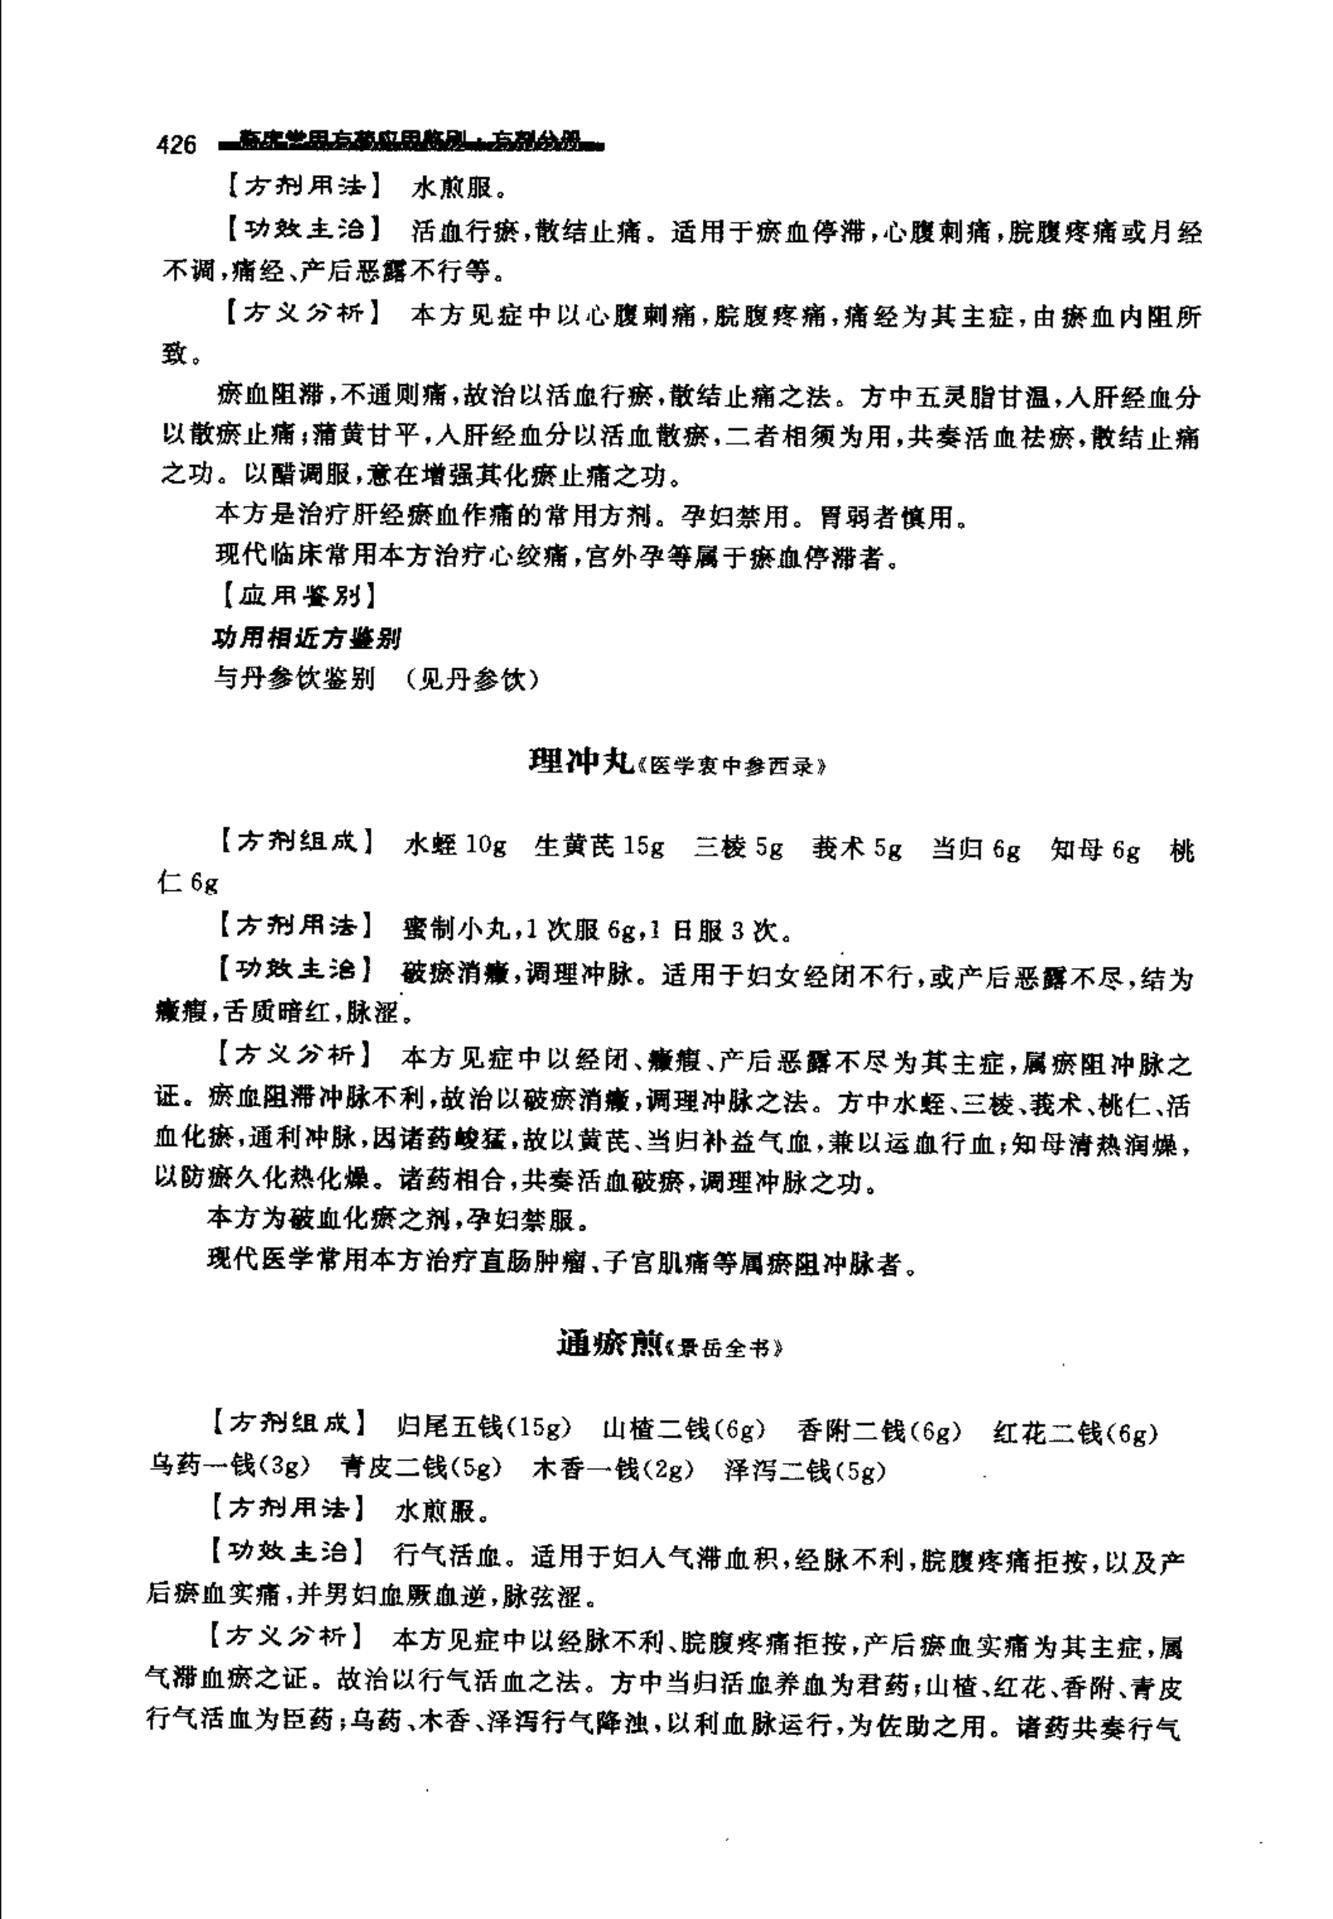 426 临床常用方药应用鉴别·方剂分册
【方剂用法】 水煎服。
【功效主治】 活血行瘀,散结止痛。适用于瘀血停滞,心腹刺痛,脘腹疼痛或月经
不调,痛经、产后恶露不行等。
【方义分析】 本方见症中以心腹刺痛,脘腹疼痛,痛经为其主症,由瘀血内阻所
致。
瘀血阻滞,不通则痛,故治以活血行瘀,散结止痛之法。方中五灵脂甘温,入肝经血分
以散瘀止痛;蒲黄甘平,入肝经血分以活血散瘀,二者相须为用,共奏活血祛瘀,散结止痛
之功。以醋调服,意在增强其化瘀止痛之功。
本方是治疗肝经瘀血作痛的常用方剂。孕妇禁用。胃弱者慎用。
现代临床常用本方治疗心绞痛,宫外孕等属于瘀血停滞者。
【应用鉴别】
功用相近方鉴别
与丹参饮鉴别 (见丹参饮)
理冲丸《医学衷中参西录》
【方剂组成】 水蛭 10g 生黄芪 15g 三棱 5g 莪术 5g 当归 6g 知母 6g 桃
仁 6g
【方剂用法】 蜜制小丸,1 次服 6g,1 日服 3 次。
【功效主治】 破瘀消癥,调理冲脉。适用于妇女经闭不行,或产后恶露不尽,结为
癥瘕,舌质暗红,脉涩。
【方义分析】 本方见症中以经闭、癥瘕、产后恶露不尽为其主症,属瘀阻冲脉之
证。瘀血阻滞冲脉不利,故治以破瘀消癥,调理冲脉之法。方中水蛭、三棱、莪术、桃仁、活
血化瘀,通利冲脉,因诸药峻猛,故以黄芪、当归补益气血,兼以运血行血;知母清热润燥,
以防瘀久化热化燥。诸药相合,共奏活血破瘀,调理冲脉之功。
本方为破血化瘀之剂,孕妇禁服。
现代医学常用本方治疗直肠肿瘤、子宫肌痛等属瘀阻冲脉者。
通瘀煎《景岳全书》
【方剂组成】 归尾五钱(15g) 山楂二钱(6g) 香附二钱(6g) 红花二钱(6g)
乌药一钱(3g) 青皮二钱(5g) 木香一钱(2g) 泽泻二钱(5g)
【方剂用法】 水煎服。
【功效主治】 行气活血。适用于妇人气滞血积,经脉不利,脘腹疼痛拒按,以及产
后瘀血实痛,并男妇血厥血逆,脉弦涩。
【方义分析】 本方见症中以经脉不利、脘腹疼痛拒按,产后瘀血实痛为其主症,属
气滞血瘀之证。故治以行气活血之法。方中当归活血养血为君药;山楂、红花、香附、青皮
行气活血为臣药;乌药、木香、泽泻行气降浊,以利血脉运行,为佐助之用。诸药共奏行气